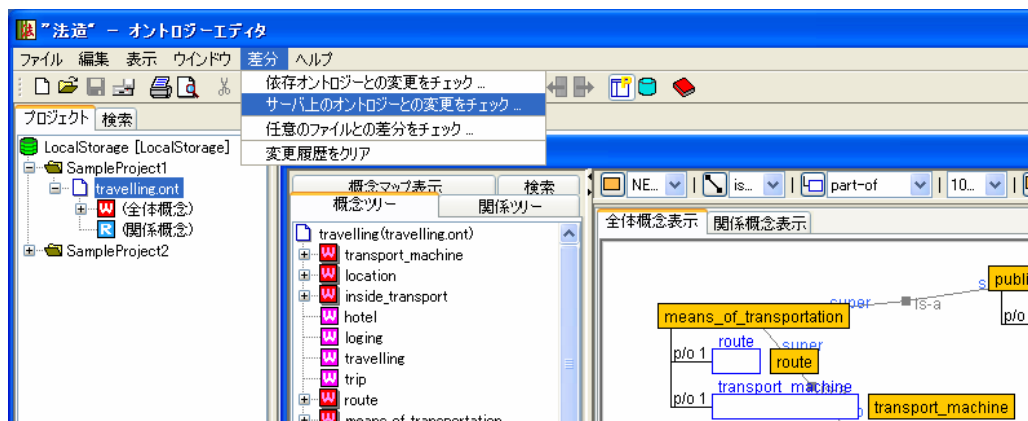 "法造" － オントロジーエディタ
ファイル 編集 表示 ウインドウ 差分 ヘルプ
依存オントロジーとの変更をチェック ...
サーバ上のオントロジーとの変更をチェック ...
任意のファイルとの差分をチェック ...
変更履歴をクリア
プロジェクト 検索
LocalStorage [LocalStorage]
SampleProject1
travelling.ont
W (全体概念)
R (関係概念)
SampleProject2
概念マップ表示 検索
概念ツリー 関係ツリー
travelling(travelling.ont)
W transport_machine
W location
W inside_transport
W hotel
W loging
W travelling
W trip
W route
W means_of_transportation
NE... is... part-of 10...
全体概念表示 関係概念表示
super is-a
means_of_transportation
p/o
p/o 1 route super
route
p/o 1 transport_machine
transport_machine